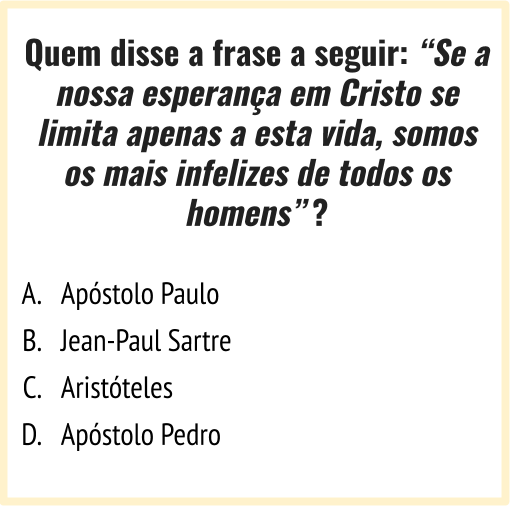 Quem disse a frase a seguir: “Se a
nossa esperança em Cristo se
limita apenas a esta vida, somos
os mais infelizes de todos os
homens”?
A. Apóstolo Paulo
B. Jean-Paul Sartre
C. Aristóteles
D. Apóstolo Pedro